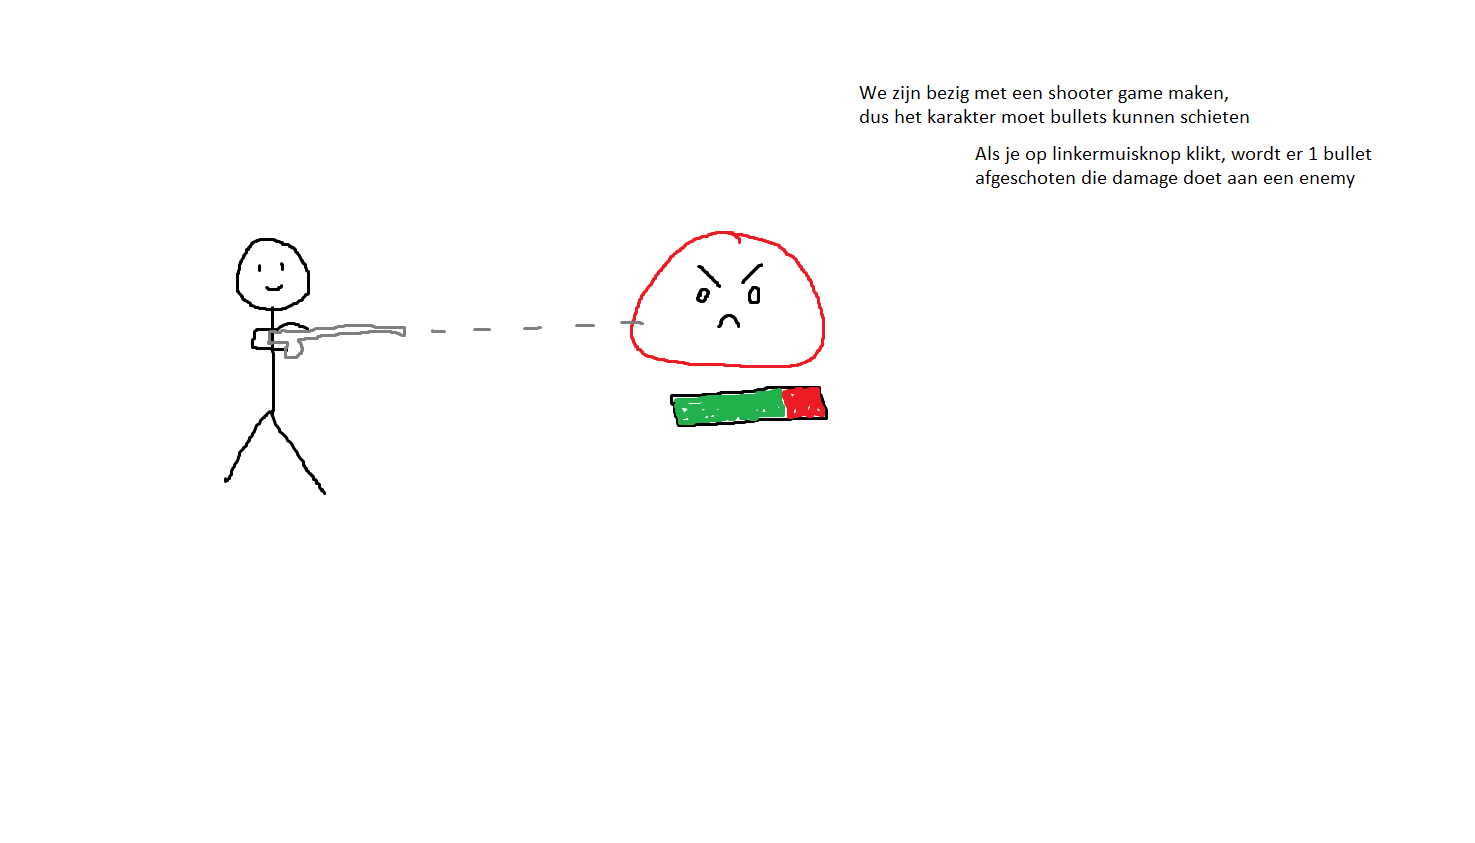 We zijn bezig met een shooter game maken,
dus het karakter moet bullets kunnen schieten
Als je op linkermuisknop klikt, wordt er 1 bullet
afgeschoten die damage doet aan een enemy